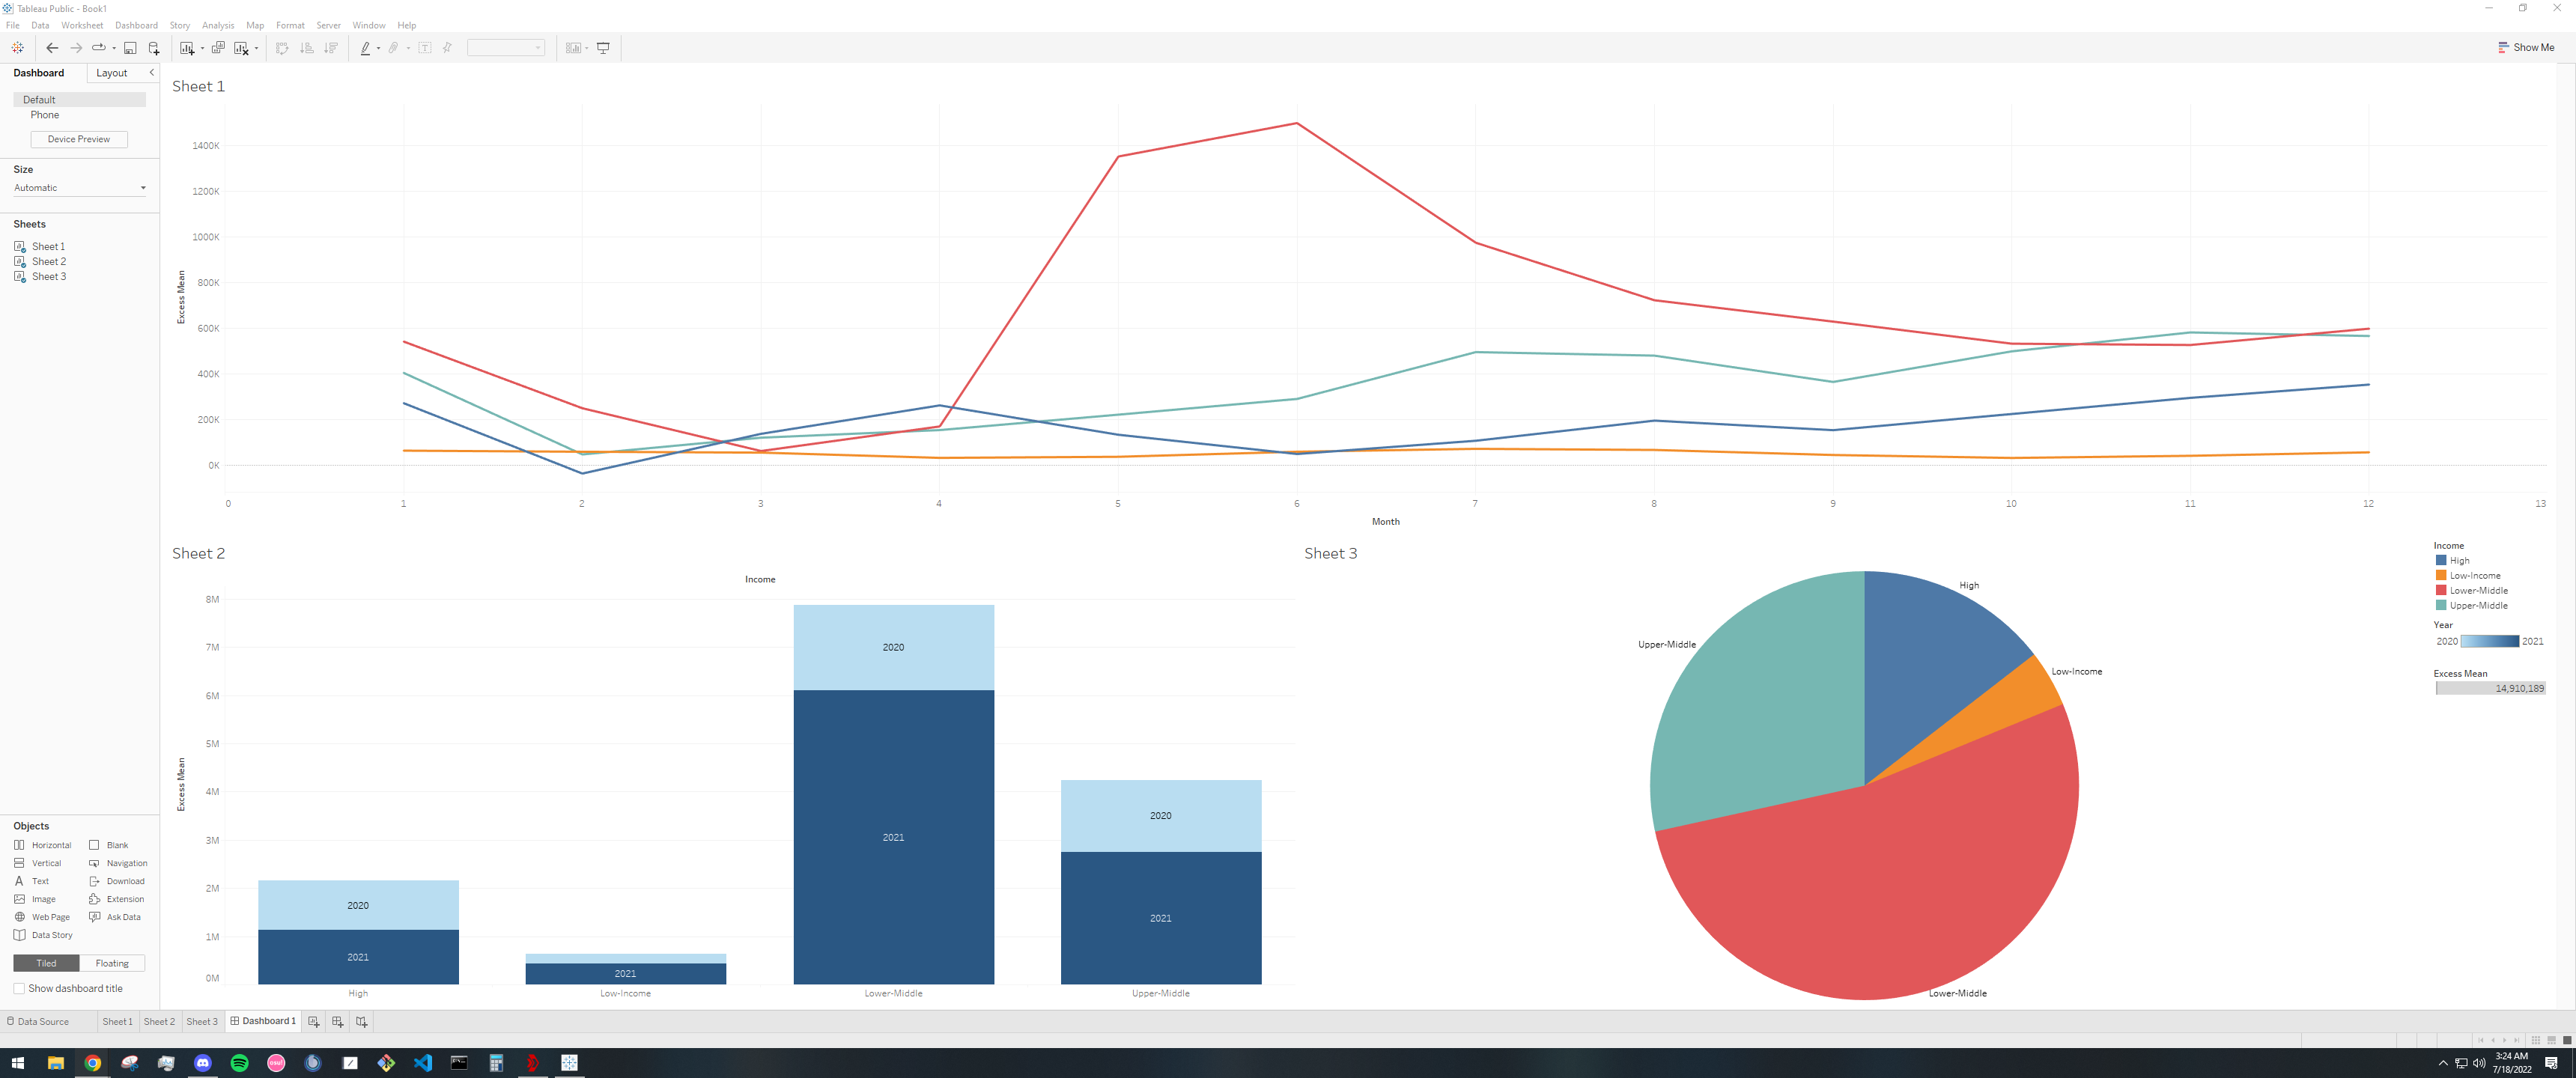 Tableau Public - Book1
File Data Worksheet Dashboard Story Analysis Map Format Server Window Help
Show Me
Dashboard Layout
Default
Phone
Device Preview
Size
Automatic
Sheets
Sheet 1
Sheet 2
Sheet 3
Objects
Horizontal Blank
Vertical Navigation
Text Download
Image Extension
Web Page Ask Data
Data Story
Tiled Floating
Show dashboard title
Sheet 1
Excess Mean
1400K
1200K
1000K
800K
600K
400K
200K
0K
0 1 2 3 4 5 6 7 8 9 10 11 12 13
Month
Sheet 2
Income
Excess Mean
8M
7M
6M
5M
4M
3M
2M
1M
0M
2020
2021
2021
2020
2021
2020
2021
High Low-Income Lower-Middle Upper-Middle
Sheet 3
High
Upper-Middle
Low-Income
Lower-Middle
Income
High
Low-Income
Lower-Middle
Upper-Middle
Year
2020 2021
Excess Mean
14,910,189
Data Source Sheet 1 Sheet 2 Sheet 3 Dashboard 1
3:24 AM
7/18/2022